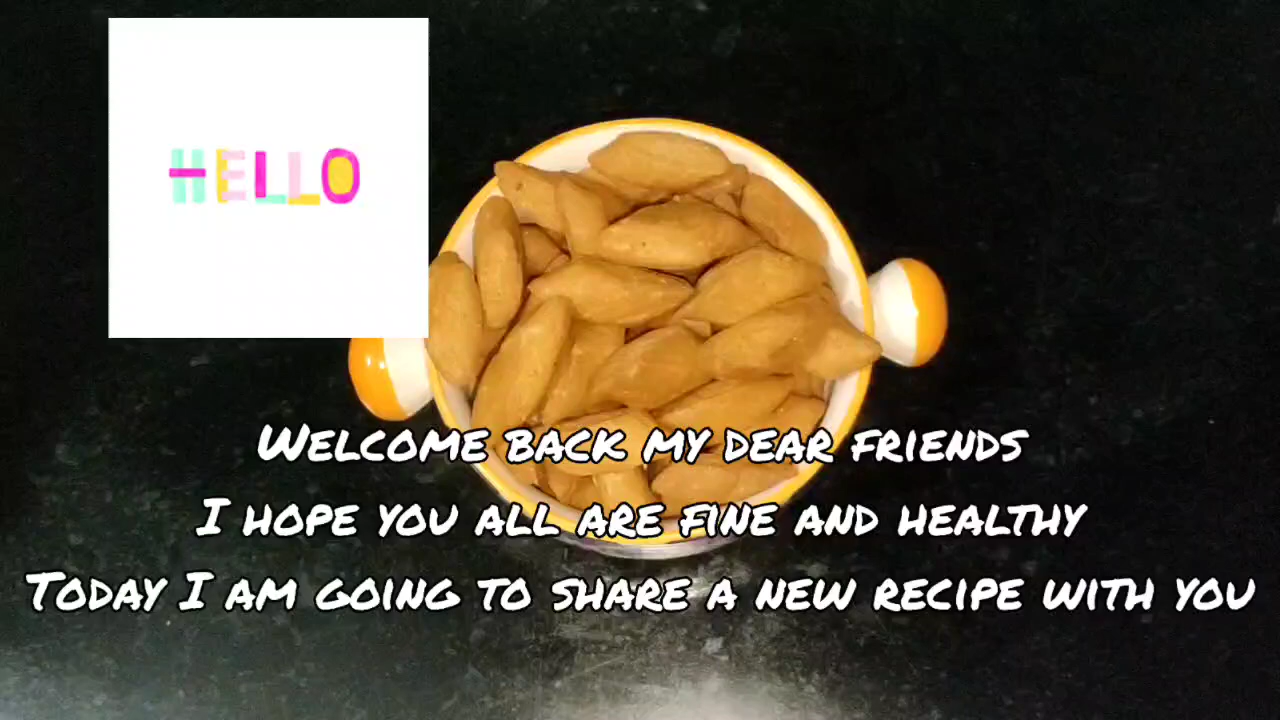 HELLO
Welcome back my dear friends
I hope you all are fine and healthy
Today I am going to share a new recipe with you